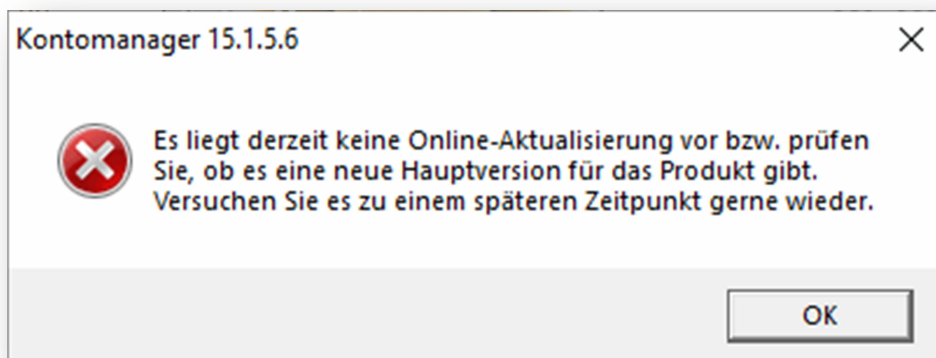 Kontomanager 15.1.5.6
Es liegt derzeit keine Online-Aktualisierung vor bzw. prüfen
Sie, ob es eine neue Hauptversion für das Produkt gibt.
Versuchen Sie es zu einem späteren Zeitpunkt gerne wieder.
OK